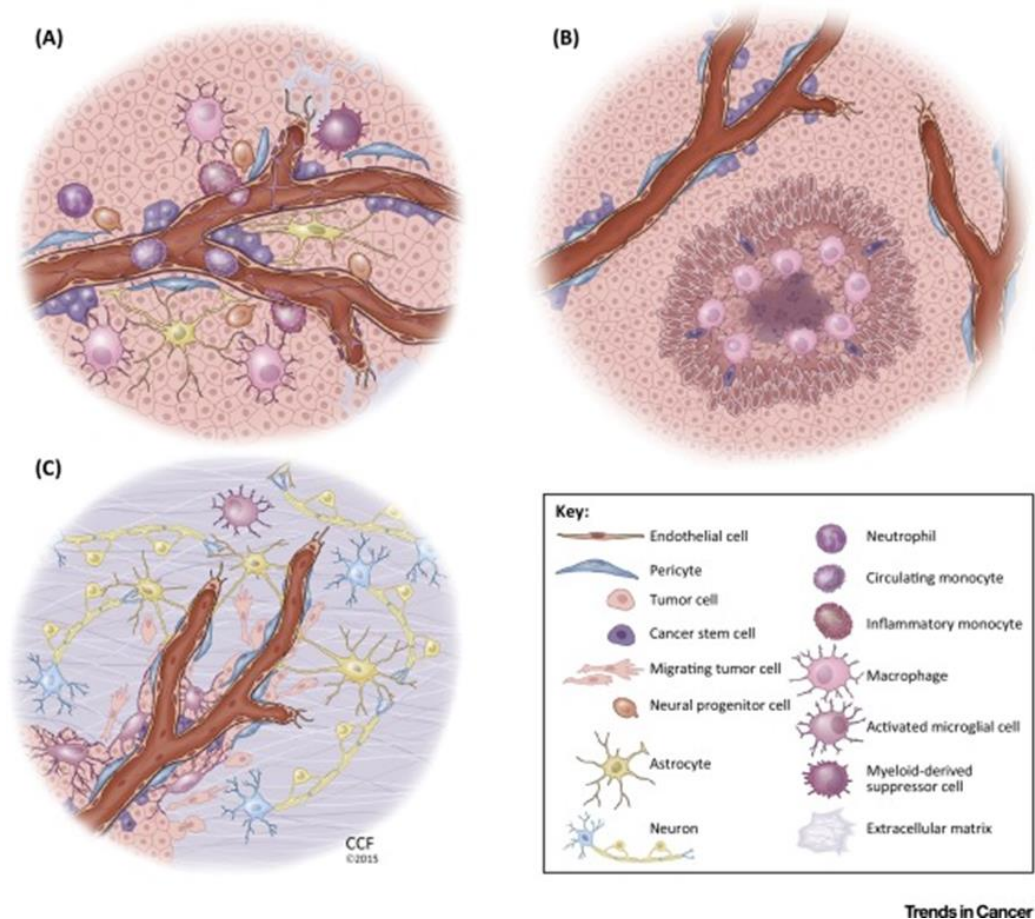 (A)
(B)
(C)
CCF
©2015
Key:
Endothelial cell
Pericyte
Tumor cell
Cancer stem cell
Migrating tumor cell
Neural progenitor cell
Astrocyte
Neuron
Neutrophil
Circulating monocyte
Inflammatory monocyte
Macrophage
Activated microglial cell
Myeloid-derived
suppressor cell
Extracellular matrix
Trends in Cancer